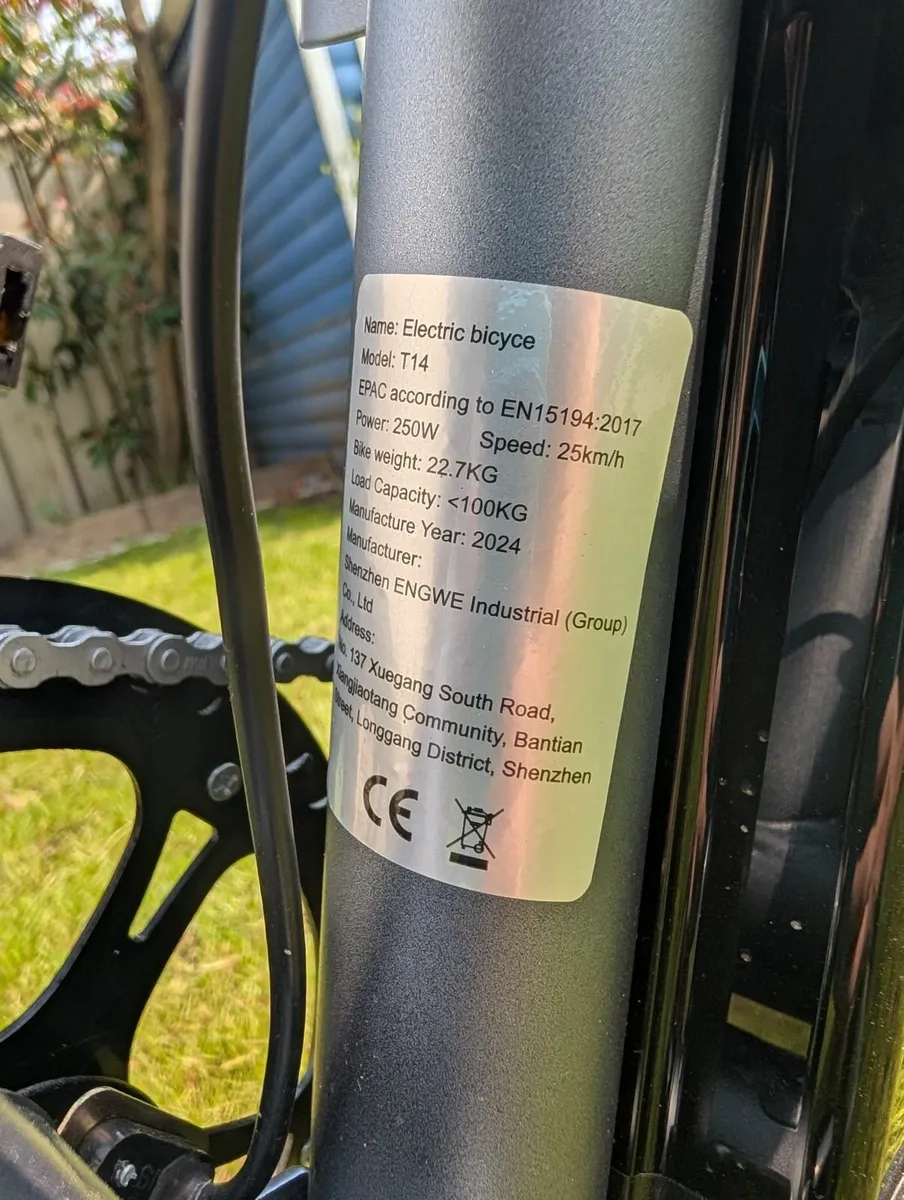 Name: Electric bicyce
Model: T14
EPAC according to EN15194:2017
Power: 250W Speed: 25km/h
Bike weight: 22.7KG
Load Capacity: <100KG
Manufacture Year: 2024
Manufacturer:
Shenzhen ENGWE Industrial (Group)
Co., Ltd
Address:
No. 137 Xuegang South Road,
Xiangjiaotang Community, Bantian
Street, Longgang District, Shenzhen
CE